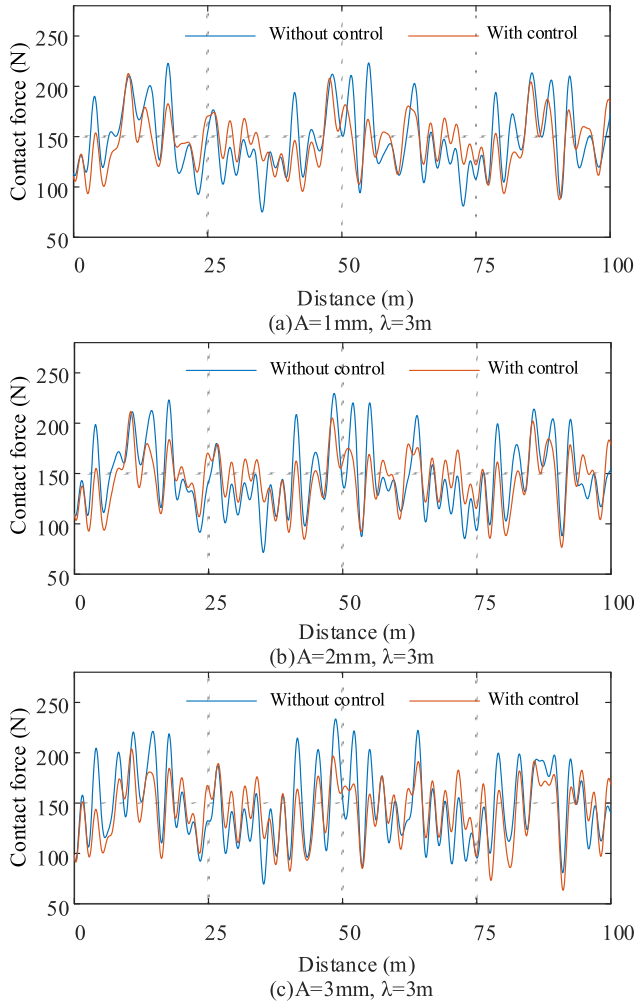 Contact force (N)
250
200
150
100
50
Without control
With control
0
25
50
75
100
Distance (m)
(a)A=1mm, λ=3m
Contact force (N)
250
200
150
100
50
Without control
With control
0
25
50
75
100
Distance (m)
(b)A=2mm, λ=3m
Contact force (N)
250
200
150
100
50
Without control
With control
0
25
50
75
100
Distance (m)
(c)A=3mm, λ=3m